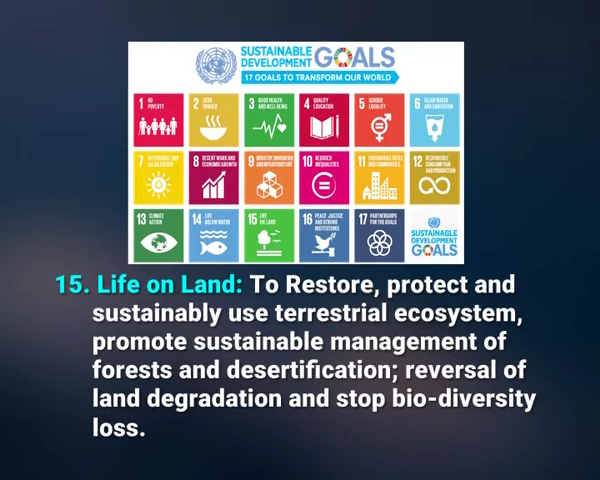 SUSTAINABLE
DEVELOPMENT GOALS
17 GOALS TO TRANSFORM OUR WORLD
1 NO POVERTY
2 ZERO HUNGER
3 GOOD HEALTH AND WELL-BEING
4 QUALITY EDUCATION
5 GENDER EQUALITY
6 CLEAN WATER AND SANITATION
7 AFFORDABLE AND CLEAN ENERGY
8 DECENT WORK AND ECONOMIC GROWTH
9 INDUSTRY, INNOVATION AND INFRASTRUCTURE
10 REDUCED INEQUALITIES
11 SUSTAINABLE CITIES AND COMMUNITIES
12 RESPONSIBLE CONSUMPTION AND PRODUCTION
13 CLIMATE ACTION
14 LIFE BELOW WATER
15 LIFE ON LAND
16 PEACE, JUSTICE AND STRONG INSTITUTIONS
17 PARTNERSHIPS FOR THE GOALS
SUSTAINABLE
DEVELOPMENT
GOALS
15. Life on Land: To Restore, protect and
sustainably use terrestrial ecosystem,
promote sustainable management of
forests and desertification; reversal of
land degradation and stop bio-diversity
loss.